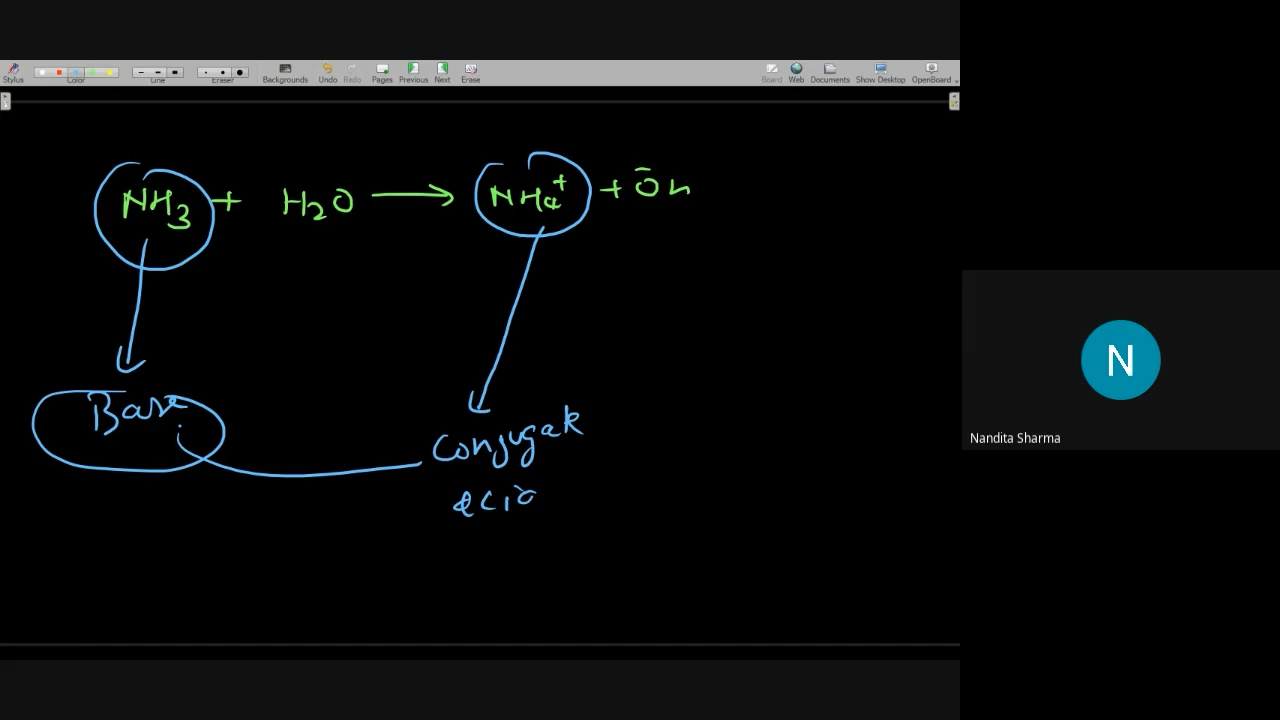 Stylus Color Line Eraser Backgrounds Undo Redo Pages Previous Next Erase Board Web Documents Show Desktop OpenBoard
NH3 + H2O → NH4+ + ŌH
Base
Conjugate
acid
N
Nandita Sharma